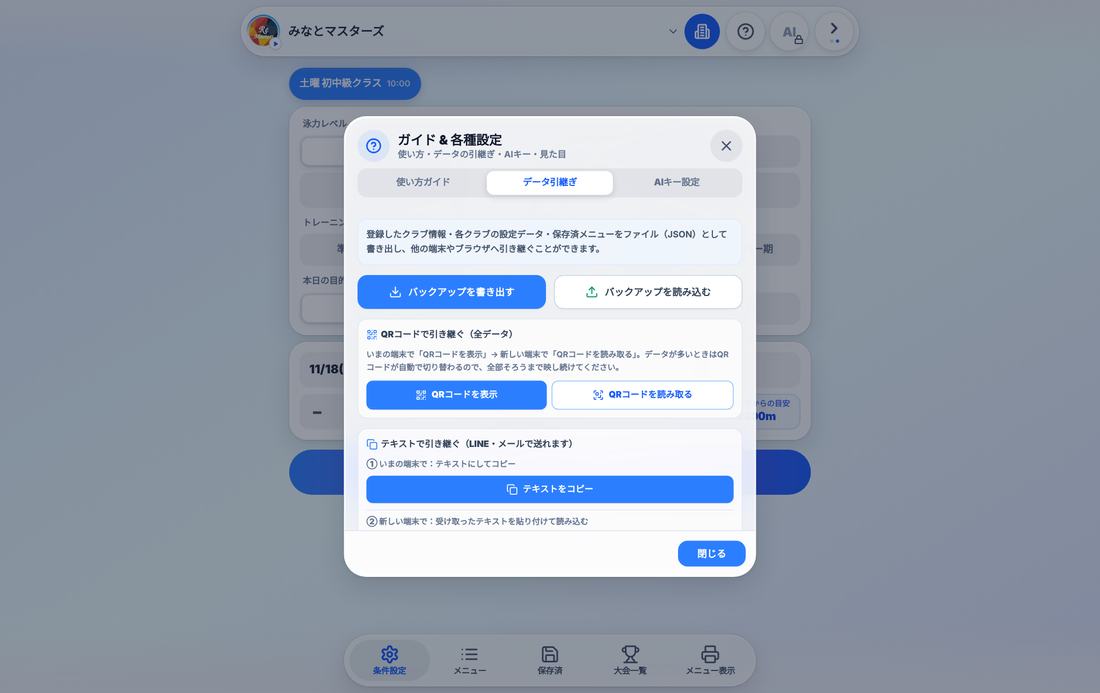 みなとマスターズ
AI
土曜 初中級クラス 10:00
泳力レベル
ガイド & 各種設定
使い方・データの引継ぎ・AIキー・見た目
使い方ガイド
データ引継ぎ
AIキー設定
登録したクラブ情報・各クラブの設定データ・保存済メニューをファイル（JSON）として
書き出し、他の端末やブラウザへ引き継ぐことができます。
トレーニン
準
ー期
本日の目的
バックアップを書き出す
バックアップを読み込む
QRコードで引き継ぐ（全データ）
いまの端末で「QRコードを表示」→ 新しい端末で「QRコードを読み取る」。データが多いときはQR
コードが自動で切り替わるので、全部そろうまで映し続けてください。
11/18(
QRコードを表示
QRコードを読み取る
からの目安
00m
テキストで引き継ぐ（LINE・メールで送れます）
①いまの端末で：テキストにしてコピー
テキストをコピー
②新しい端末で：受け取ったテキストを貼り付けて読み込む
閉じる
条件設定
メニュー
保存済
大会一覧
メニュー表示